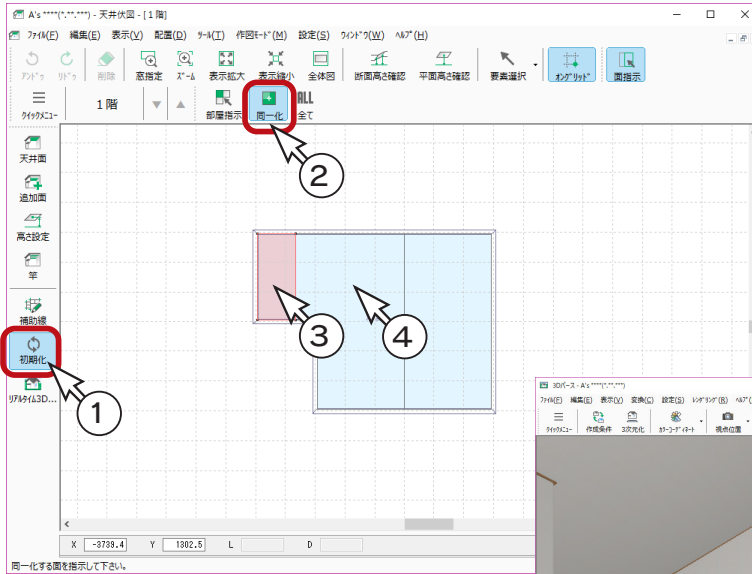 A's ****(*.**.***) - 天井伏図 - [ 1 階]
ファイル(F) 編集(E) 表示(V) 配置(D) ツール(T) 作図モード(M) 設定(S) ウィンドウ(W) ヘルプ(H)
アンドゥ リドゥ 削除 窓指定 ズーム 表示拡大 表示縮小 全体図 断面高さ確認 平面高さ確認 要素選択 オングリッド 面指示
クイックメニュー 1 階 部屋指示 同一化 ALL 全て
天井面
追加面
高さ設定
竿
補助線
初期化
リアルタイム3D...
1
2
3
4
3Dパース - A's ****(*.**.***)
ファイル(F) 編集(E) 表示(V) 変換(C) 設定(S) レンダリング(R) ヘルプ(
クイックメニュー 作成条件 3次元化 カラーコーディネート 視点位置
X -3739.4 Y 1302.5 L D
同一化する面を指示して下さい。